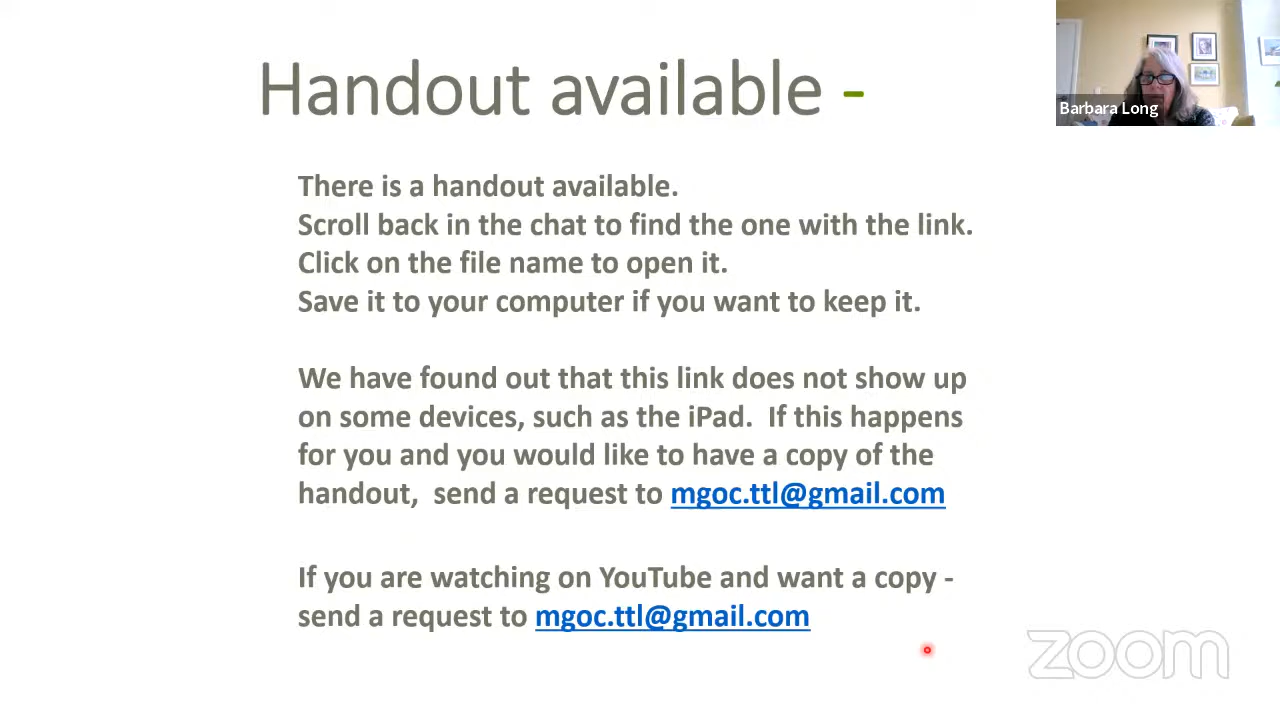 Handout available -
Barbara Long
There is a handout available.
Scroll back in the chat to find the one with the link.
Click on the file name to open it.
Save it to your computer if you want to keep it.
We have found out that this link does not show up
on some devices, such as the iPad.  If this happens
for you and you would like to have a copy of the
handout,  send a request to mgoc.ttl@gmail.com
If you are watching on YouTube and want a copy -
send a request to mgoc.ttl@gmail.com
zoom